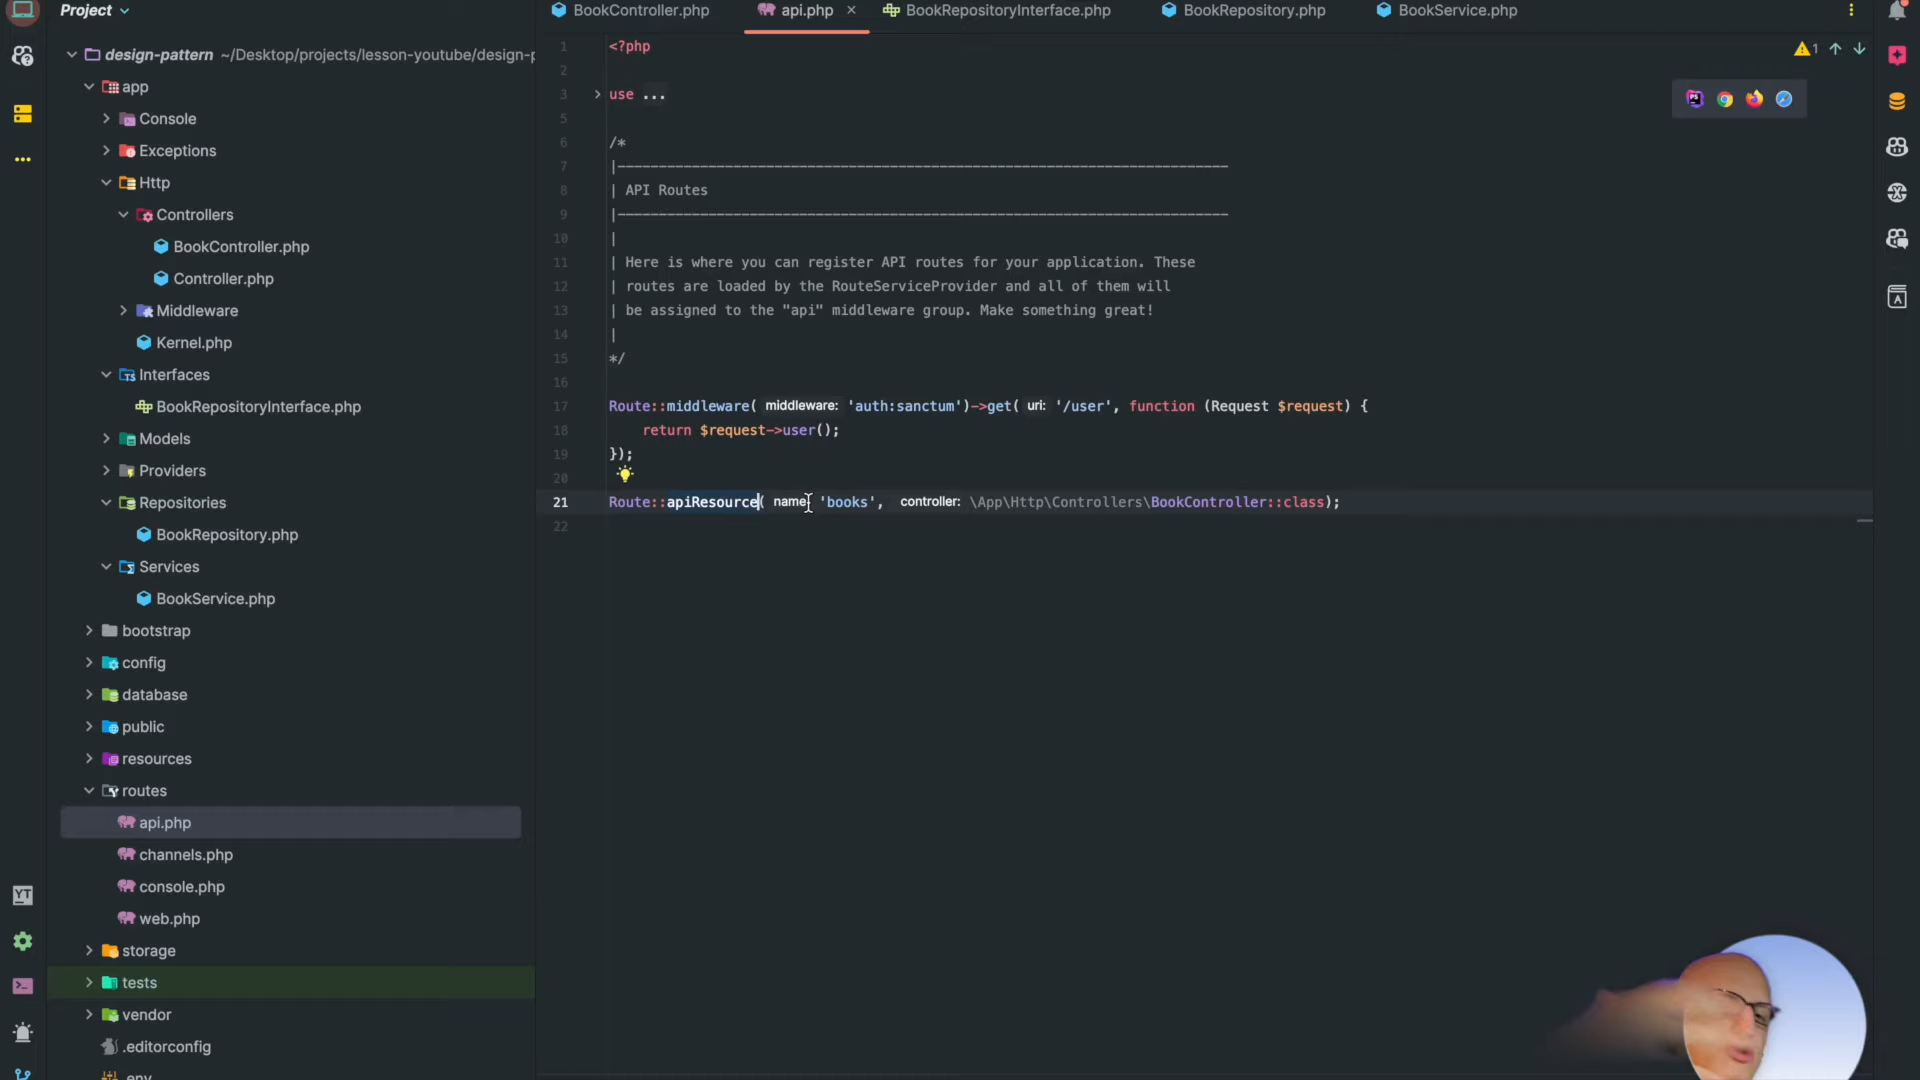 Project
BookController.php
api.php
BookRepositoryInterface.php
BookRepository.php
BookService.php
design-pattern ~/Desktop/projects/lesson-youtube/design-p
app
Console
Exceptions
Http
Controllers
BookController.php
Controller.php
Middleware
Kernel.php
Interfaces
BookRepositoryInterface.php
Models
Providers
Repositories
BookRepository.php
Services
BookService.php
bootstrap
config
database
public
resources
routes
api.php
channels.php
console.php
web.php
storage
tests
vendor
.editorconfig
.env
YT
1
1 <?php
2
3 use ...
5
6 /*
7 |--------------------------------------------------------------------------
8 | API Routes
9 |--------------------------------------------------------------------------
10 |
11 | Here is where you can register API routes for your application. These
12 | routes are loaded by the RouteServiceProvider and all of them will
13 | be assigned to the "api" middleware group. Make something great!
14 |
15 */
16
17 Route::middleware( middleware: 'auth:sanctum')->get( uri: '/user', function (Request $request) {
18 return $request->user();
19 });
20
21 Route::apiResource( name: 'books', controller: \App\Http\Controllers\BookController::class);
22